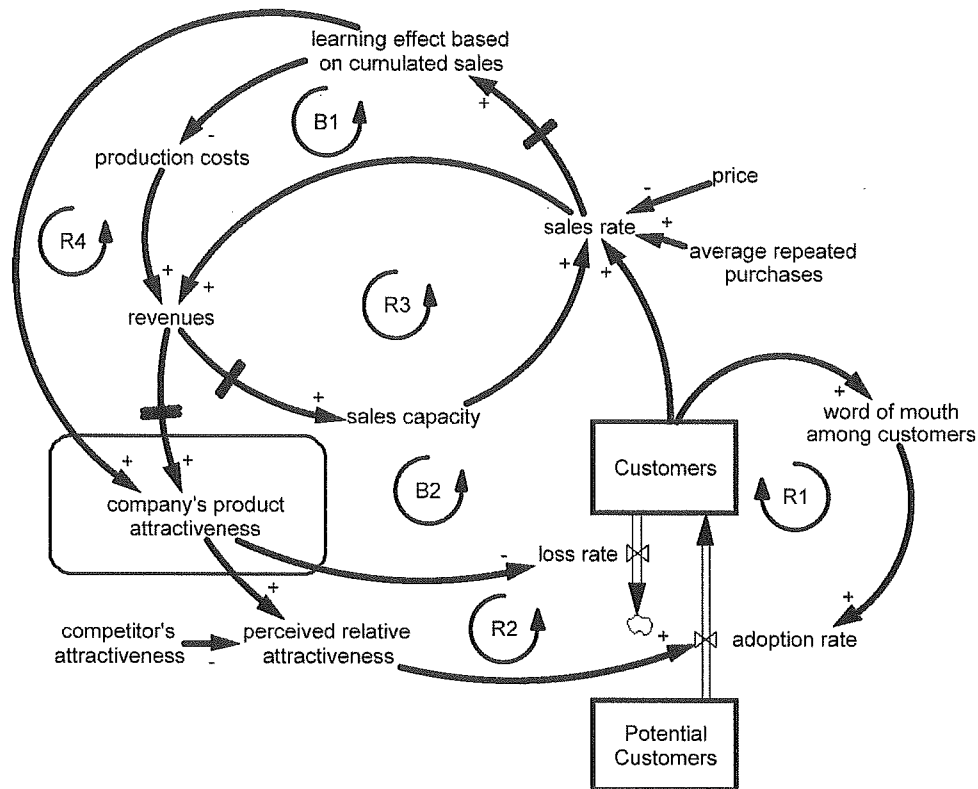 learning effect based
on cumulated sales
+
B1
-
production costs
price
-
R4
sales rate
+
average repeated
purchases
+
+
+
+
R3
revenues
+
sales capacity
+
word of mouth
among customers
Customers
+
+
B2
R1
company's product
attractiveness
-
loss rate
+
+
competitor's
attractiveness
-
perceived relative
attractiveness
R2
+
adoption rate
Potential
Customers